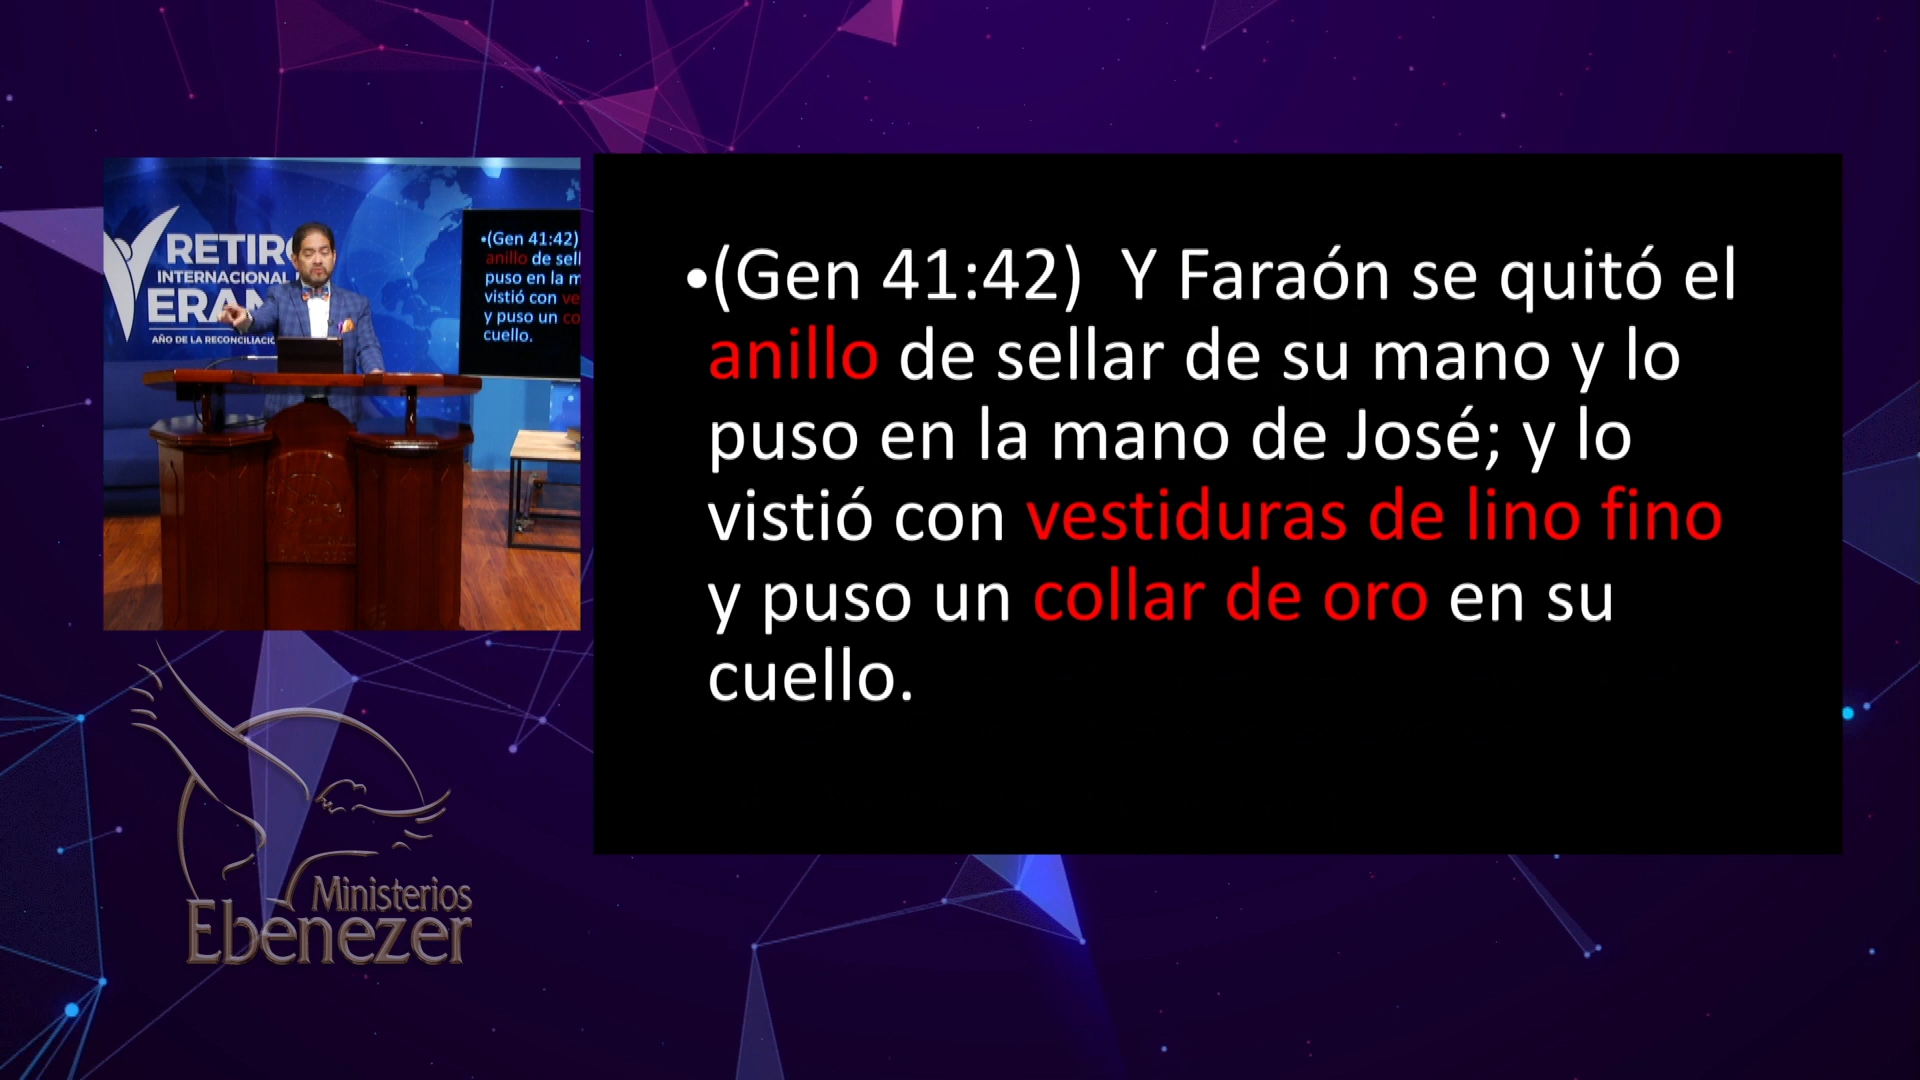 RETIR
INTERNACIONAL
ERAN
AÑO DE LA RECONCILIACIÓ
•(Gen 41:42)
anillo de sell
puso en la m
vistió con ve
y puso un co
cuello.
•(Gen 41:42)  Y Faraón se quitó el
anillo de sellar de su mano y lo
puso en la mano de José; y lo
vistió con vestiduras de lino fino
y puso un collar de oro en su
cuello.
Ministerios
Ebenezer